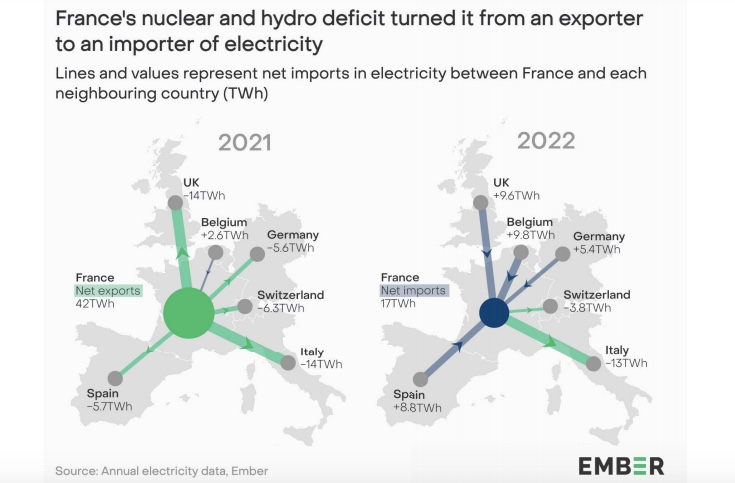 France's nuclear and hydro deficit turned it from an exporter
to an importer of electricity
Lines and values represent net imports in electricity between France and each
neighbouring country (TWh)
2021
UK
-14TWh
Belgium
+2.6TWh
Germany
-5.6TWh
France
Net exports
42TWh
Switzerland
-6.3TWh
Italy
-14TWh
Spain
-5.7TWh
2022
UK
+9.6TWh
Belgium
+9.8TWh
Germany
+5.4TWh
France
Net imports
17TWh
Switzerland
-3.8TWh
Italy
-13TWh
Spain
+8.8TWh
Source: Annual electricity data, Ember
EMBER